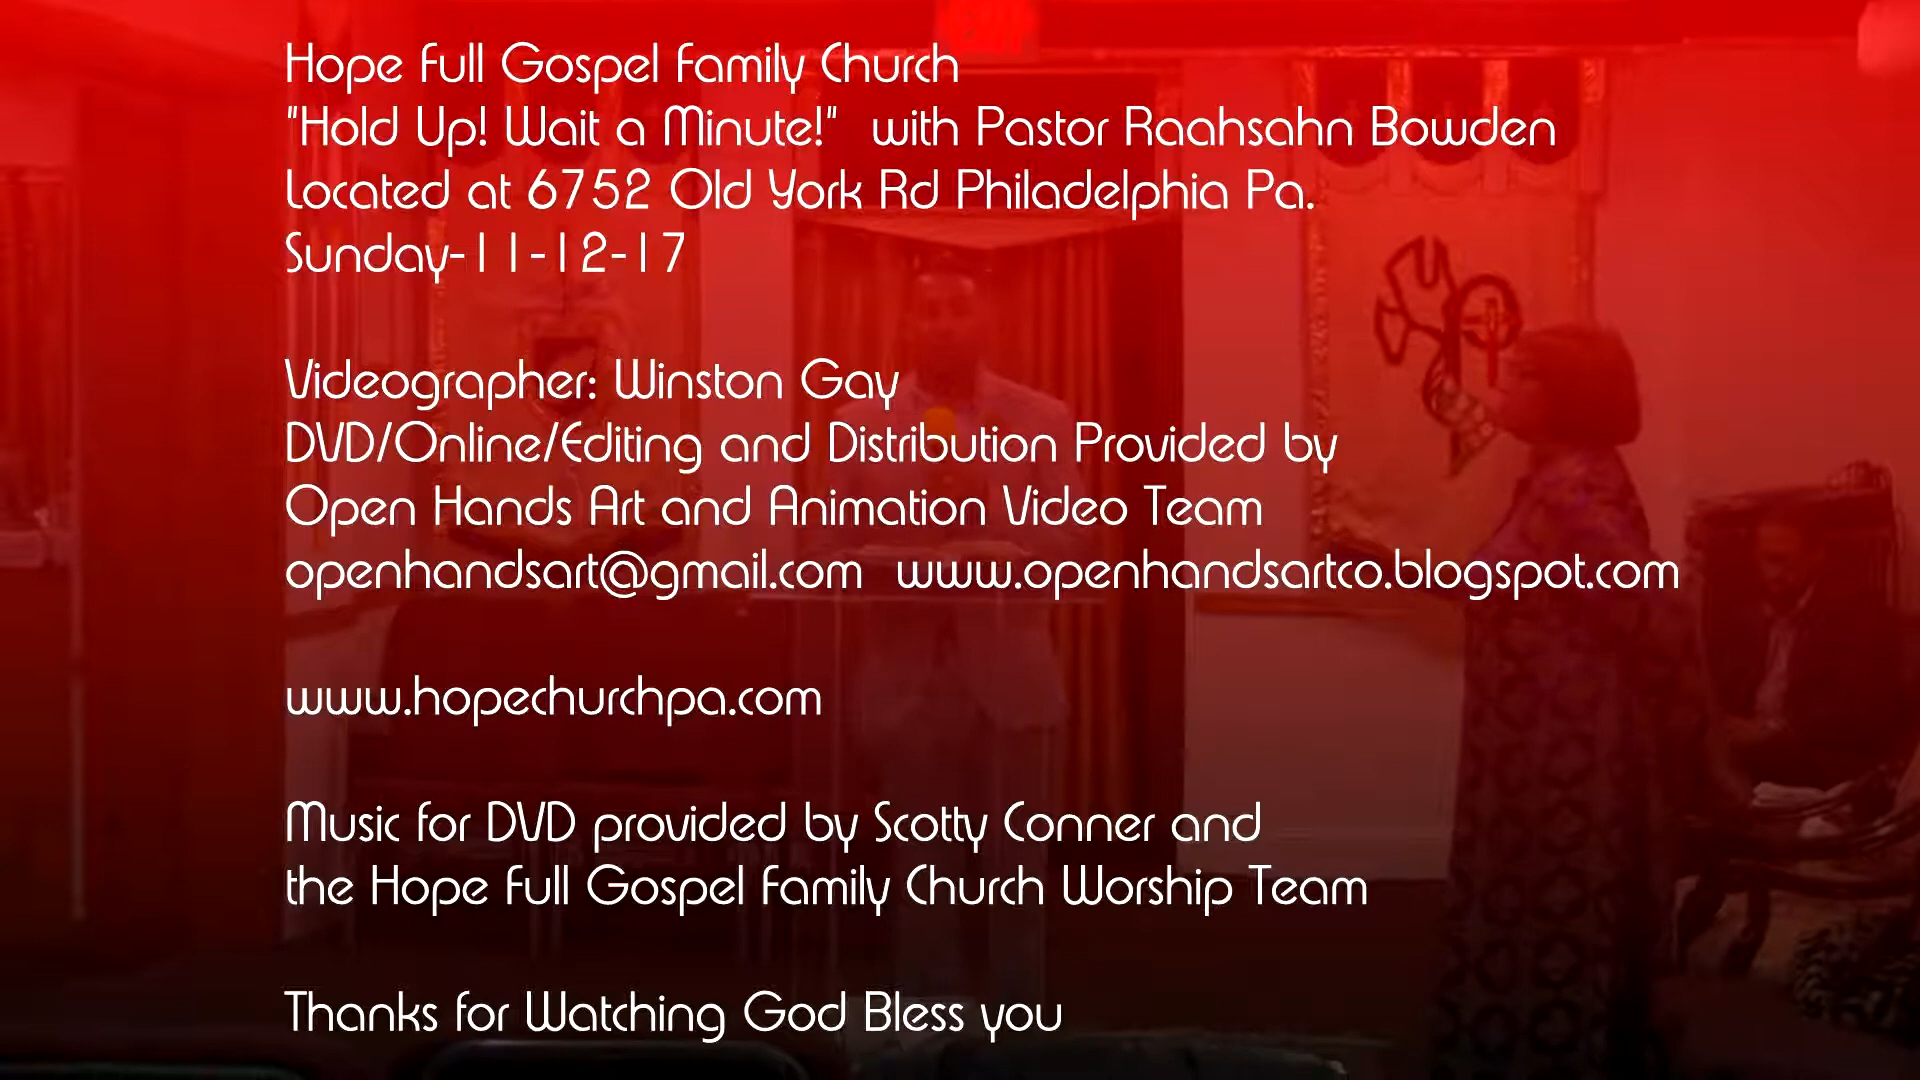 Hope Full Gospel Family Church
"Hold Up! Wait a Minute!" with Pastor Raahsahn Bowden
Located at 6752 Old York Rd Philadelphia Pa.
Sunday-11-12-17
Videographer: Winston Gay
DVD/Online/Editing and Distribution Provided by
Open Hands Art and Animation Video Team
openhandsart@gmail.com www.openhandsartco.blogspot.com
www.hopechurchpa.com
Music for DVD provided by Scotty Conner and
the Hope Full Gospel Family Church Worship Team
Thanks for Watching God Bless you